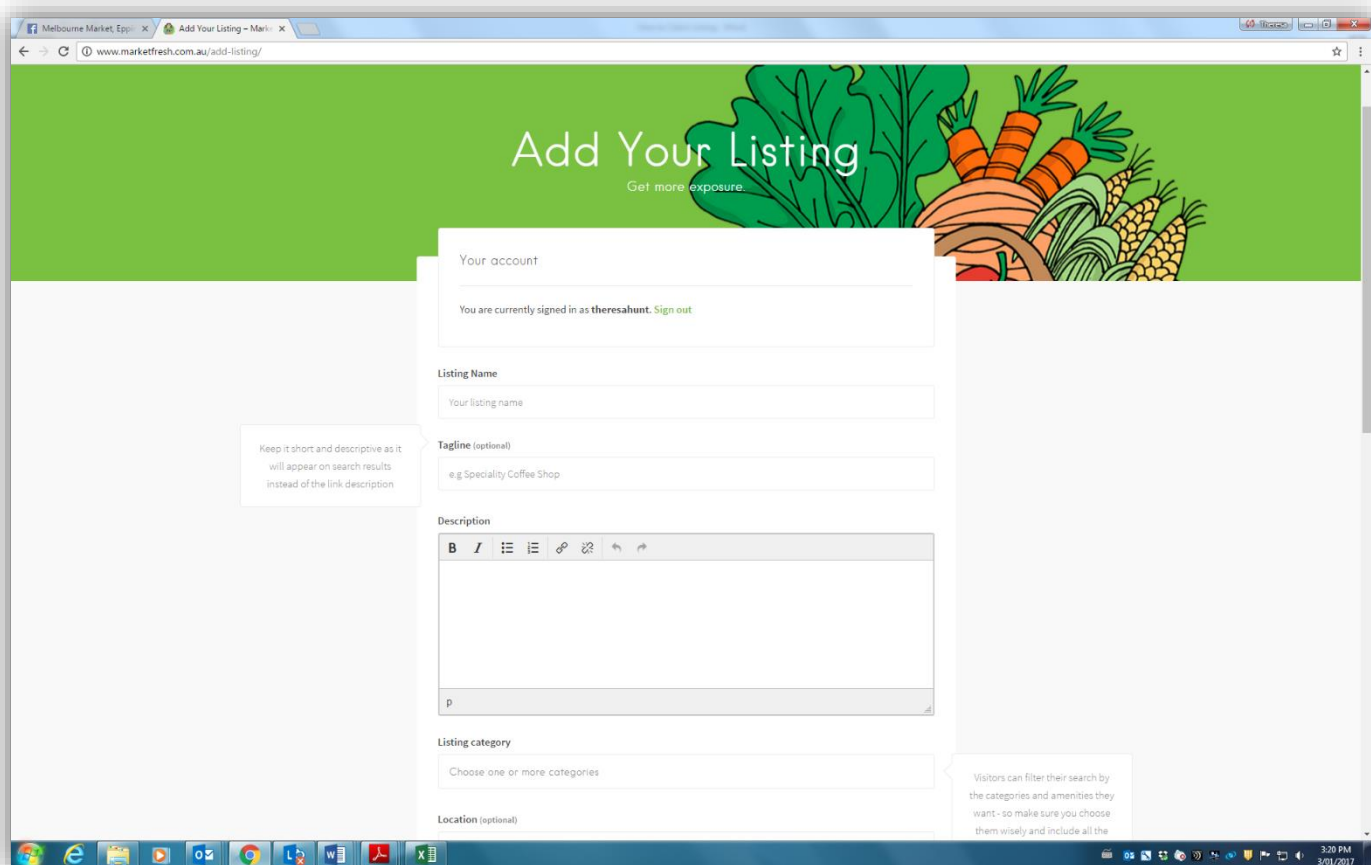 Melbourne Market, Epp
Add Your Listing – Mark
Theresa
www.marketfresh.com.au/add-listing/
Add Your Listing
Get more exposure.
Your account
You are currently signed in as theresahunt. Sign out
Listing Name
Your listing name
Keep it short and descriptive as it
will appear on search results
instead of the link description
Tagline (optional)
e.g Speciality Coffee Shop
Description
B I
P
Listing category
Choose one or more categories
Visitors can filter their search by
the categories and amenities they
want - so make sure you choose
them wisely and include all the
Location (optional)
3:20 PM
3/01/2017